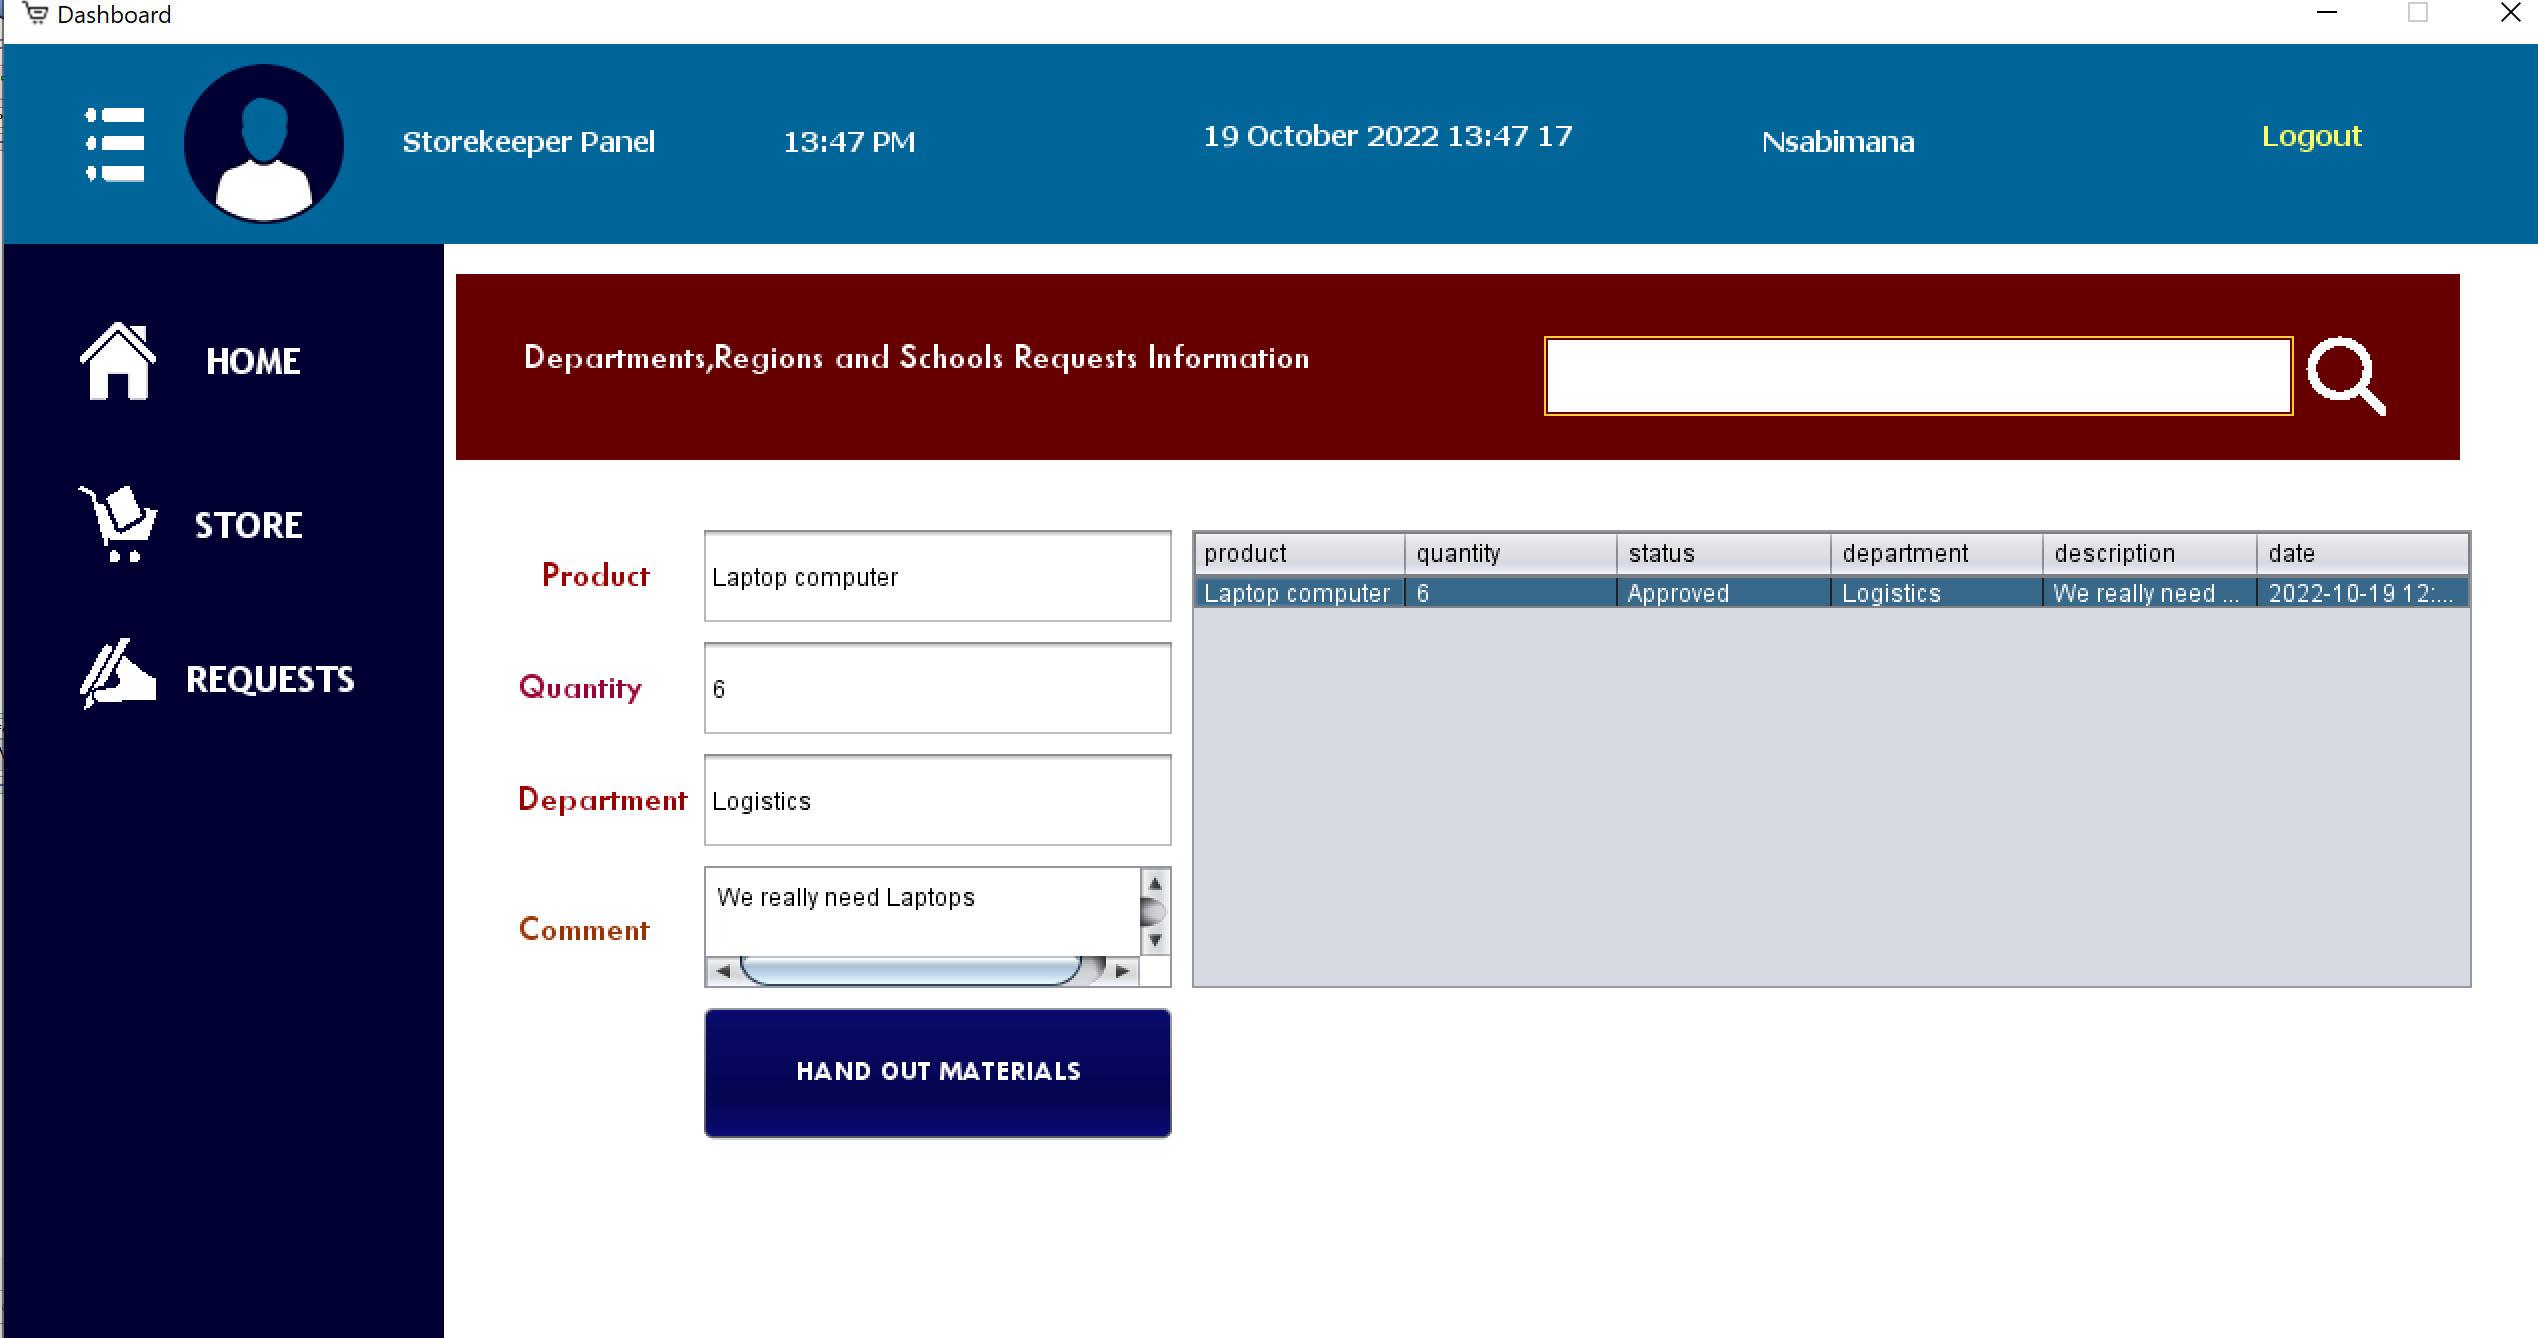 Dashboard
Storekeeper Panel
13:47 PM
19 October 2022 13:47 17
Nsabimana
Logout
HOME
STORE
REQUESTS
Departments,Regions and Schools Requests Information
Product
Laptop computer
Quantity
6
Department
Logistics
Comment
We really need Laptops
HAND OUT MATERIALS
product quantity status department description date
Laptop computer 6 Approved Logistics We really need ... 2022-10-19 12:...